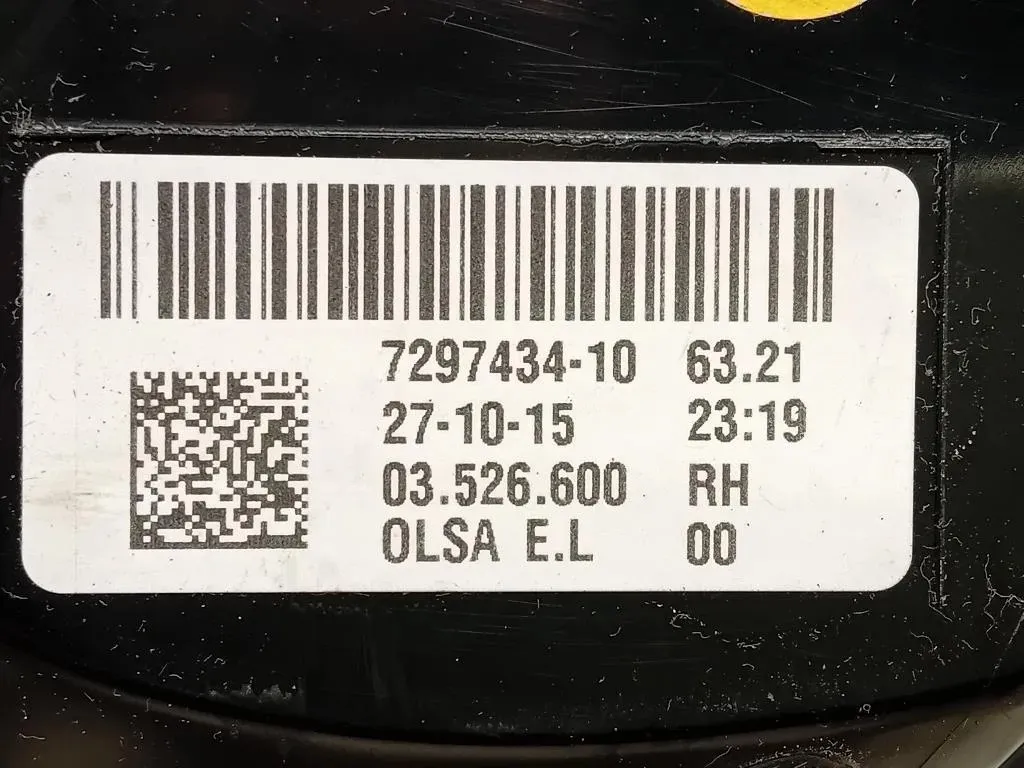 7297434-10 63.21
27-10-15 23:19
03.526.600 RH
OLSA E.L 00